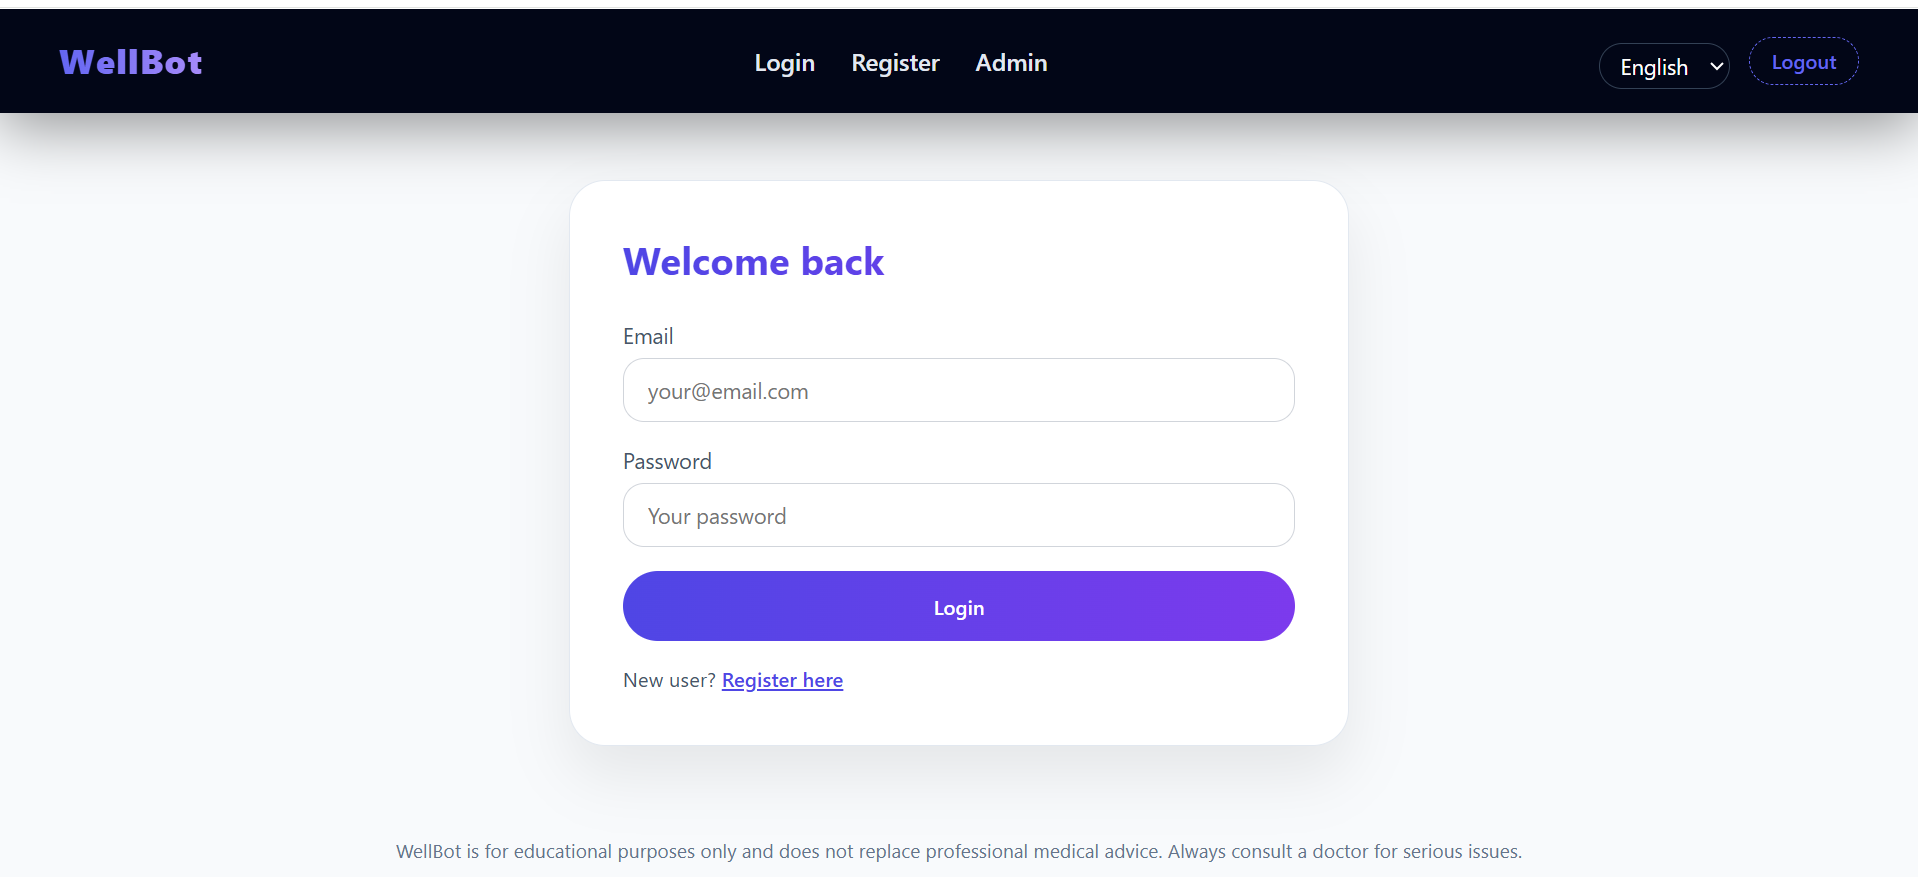 WellBot
Login Register Admin
English
Logout
Welcome back
Email
your@email.com
Password
Your password
Login
New user? Register here
WellBot is for educational purposes only and does not replace professional medical advice. Always consult a doctor for serious issues.